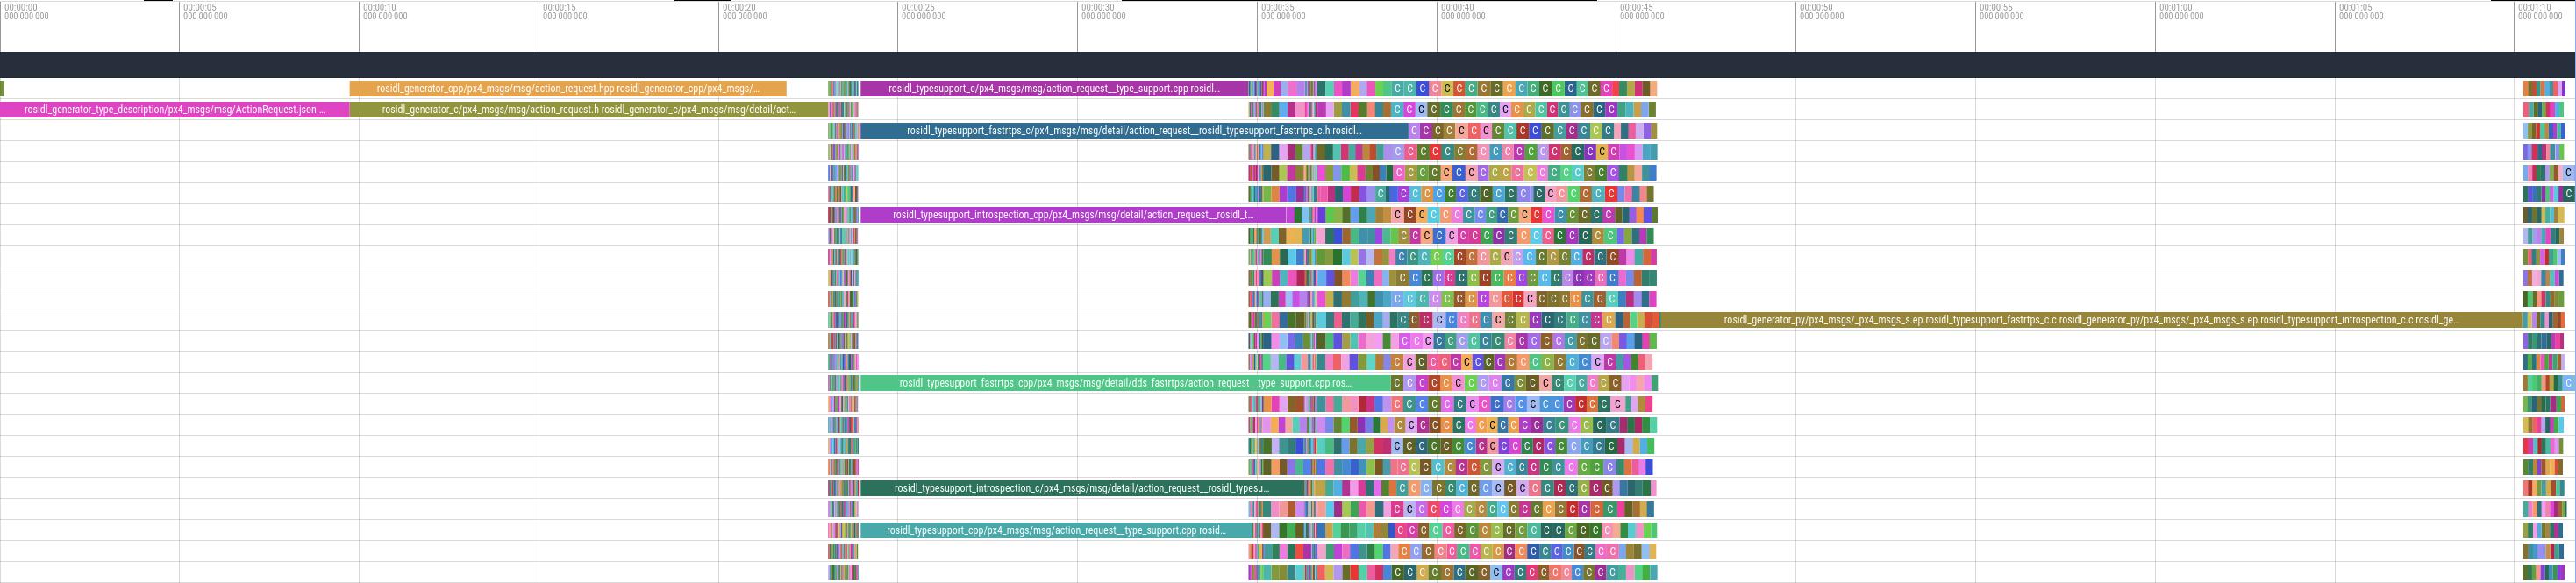 00:00:00 00:00:05 00:00:10 00:00:15 00:00:20 00:00:25 00:00:30 00:00:35 00:00:40 00:00:45 00:00:50 00:00:55 00:01:00 00:01:05 00:01:10
000 000 000 000 000 000 000 000 000 000 000 000 000 000 000 000 000 000 000 000 000 000 000 000 000 000 000 000 000 000 000 000 000 000 000 000 000 000 000 000 000 000 000 000 000
rosidl_generator_cpp/px4_msgs/msg/action_request.hpp rosidl_generator_cpp/px4_msgs/... rosidl_typesupport_c/px4_msgs/msg/action_request__type_support.cpp rosidl... C C C C C C C C C C C C C C C C C C
rosidl_generator_type_description/px4_msgs/msg/ActionRequest.json ... rosidl_generator_c/px4_msgs/msg/action_request.h rosidl_generator_c/px4_msgs/msg/detail/act... C C C C C C C C C C C C C C C C C C
rosidl_typesupport_fastrtps_c/px4_msgs/msg/detail/action_request__rosidl_typesupport_fastrtps_c.h rosidl... C C C C C C C C C C C C C C C C C
C C C C C C C C C C C C C C C C C C
C C C C C C C C C C C C C C C C C C C
C C C C C C C C C C C C C C C C C C C C
rosidl_typesupport_introspection_cpp/px4_msgs/msg/detail/action_request__rosidl_t... C C C C C C C C C C C C C C C C C C
C C C C C C C C C C C C C C C C C C
C C C C C C C C C C C C C C C C C C C
C C C C C C C C C C C C C C C C C C C
C C C C C C C C C C C C C C C C C C C
C C C C C C C C C C C C C C C C C C rosidl_generator_py/px4_msgs/_px4_msgs_s.ep.rosidl_typesupport_fastrtps_c.c rosidl_generator_py/px4_msgs/_px4_msgs_s.ep.rosidl_typesupport_introspection_c.c rosidl_ge...
C C C C C C C C C C C C C C C C C C
C C C C C C C C C C C C C C C C C C C
rosidl_typesupport_fastrtps_cpp/px4_msgs/msg/detail/dds_fastrtps/action_request__type_support.cpp ros... C C C C C C C C C C C C C C C C C C C C
C C C C C C C C C C C C C C C C C C C
C C C C C C C C C C C C C C C C C C C
C C C C C C C C C C C C C C C C C C C
C C C C C C C C C C C C C C C C C C
rosidl_typesupport_introspection_c/px4_msgs/msg/detail/action_request__rosidl_typesu... C C C C C C C C C C C C C C C C C C
C C C C C C C C C C C C C C C C C C C
rosidl_typesupport_cpp/px4_msgs/msg/action_request__type_support.cpp rosid... C C C C C C C C C C C C C C C C C C
C C C C C C C C C C C C C C C C C C
C C C C C C C C C C C C C C C C C C C